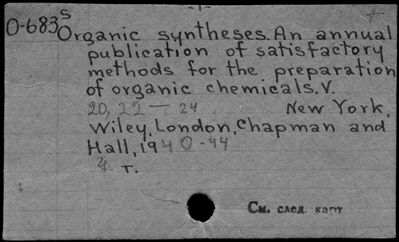 O-683 s
Organic syntheses. An annual
publication of satisfactory
methods for the preparation
of organic chemicals. V.
20, 22 — 24. New York,
Wiley, London, Chapman and
Hall, 1940-44
4 т.
См. след. карт